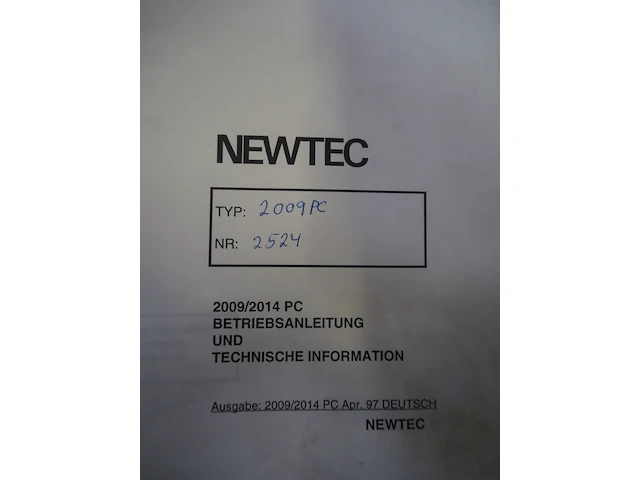 NEWTEC
TYP: 2009PC
NR: 2524
2009/2014 PC
BETRIEBSANLEITUNG
UND
TECHNISCHE INFORMATION
Ausgabe: 2009/2014 PC Apr. 97 DEUTSCH
NEWTEC